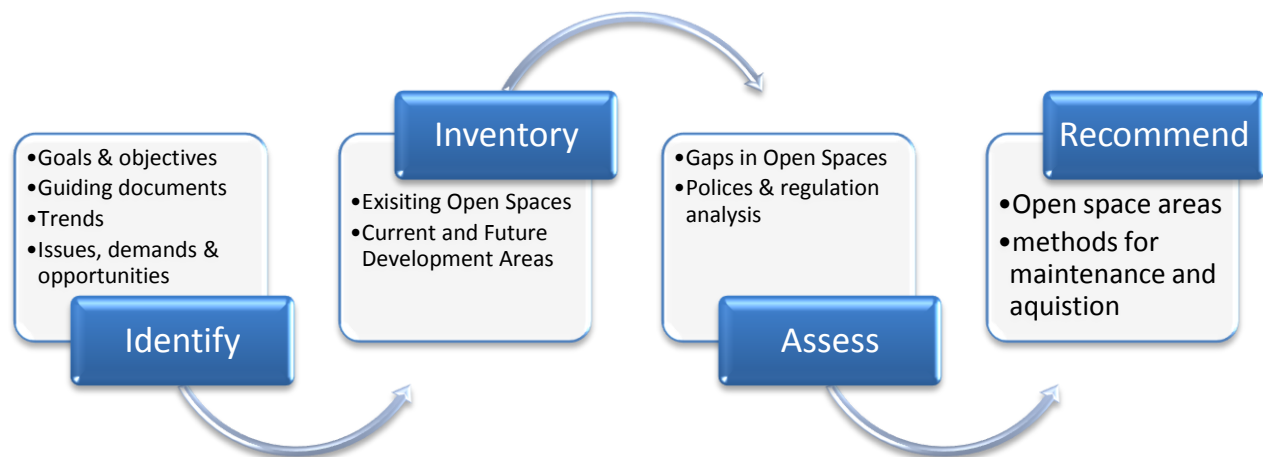 •Goals & objectives
•Guiding documents
•Trends
•Issues, demands &
opportunities
Identify
Inventory
•Exisiting Open Spaces
•Current and Future
Development Areas
•Gaps in Open Spaces
•Polices & regulation
analysis
Assess
Recommend
•Open space areas
•methods for
maintenance and
aquistion